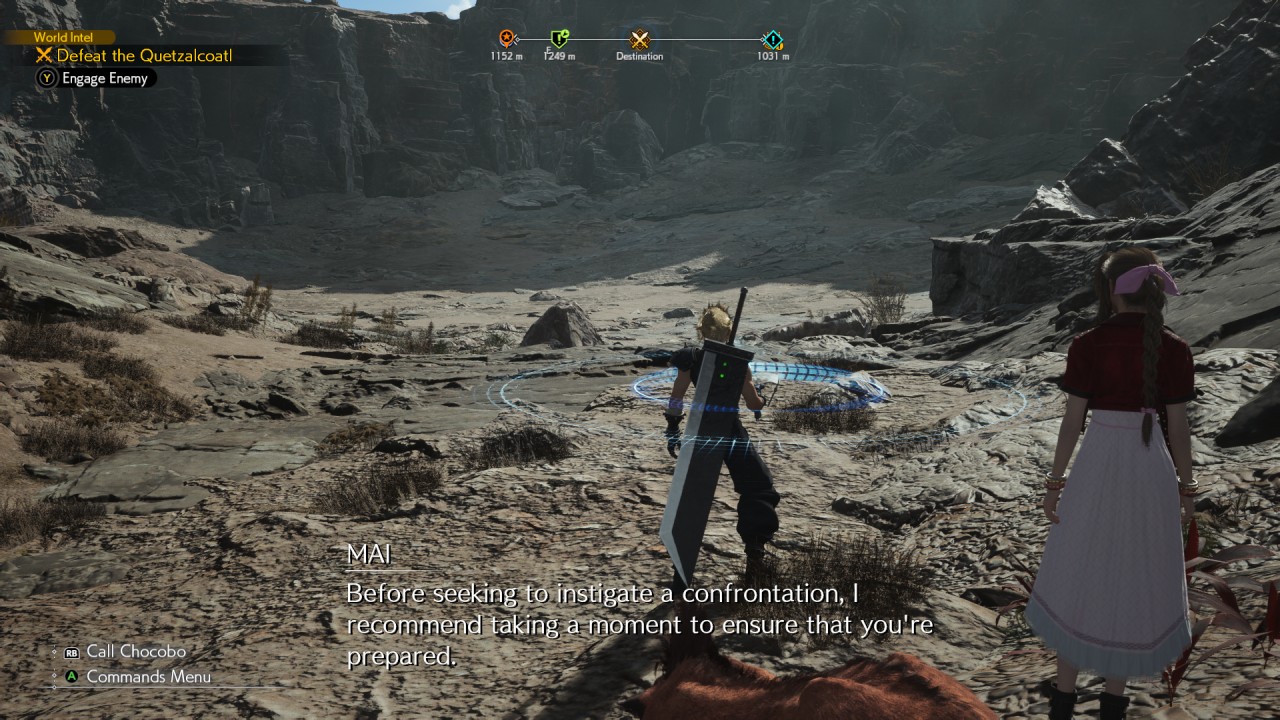 World Intel
Defeat the Quetzalcoatl
Y Engage Enemy
1152 m
E
1249 m
Destination
1031 m
MAI
Before seeking to instigate a confrontation, I
recommend taking a moment to ensure that you're
prepared.
RB Call Chocobo
A Commands Menu